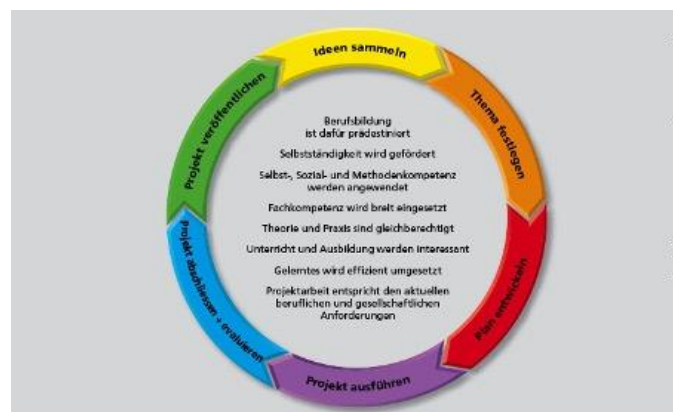 Ideen sammeln
Thema festlegen
Plan entwickeln
Projekt ausführen
Projekt abschliessen + evaluieren
Projekt veröffentlichen
Berufsbildung
ist dafür prädestiniert
Selbstständigkeit wird gefördert
Selbst-, Sozial- und Methodenkompetenz
werden angewendet
Fachkompetenz wird breit eingesetzt
Theorie und Praxis sind gleichberechtigt
Unterricht und Ausbildung werden interessant
Gelerntes wird effizient umgesetzt
Projektarbeit entspricht den aktuellen
beruflichen und gesellschaftlichen
Anforderungen